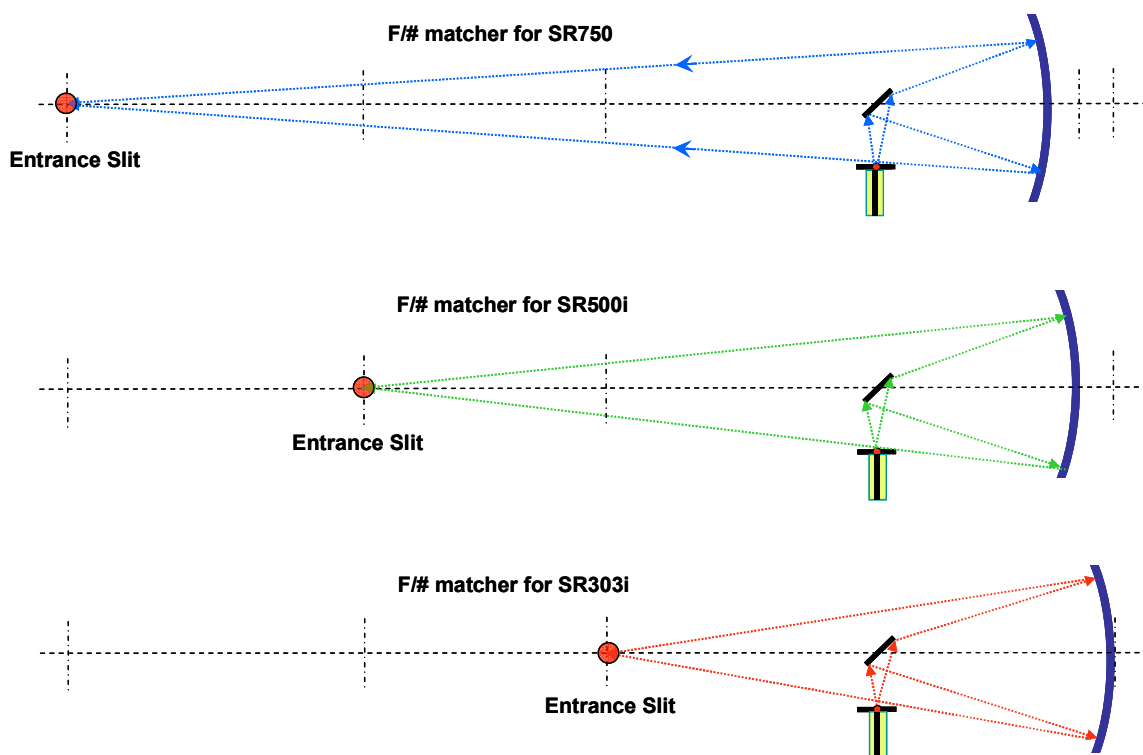 F/# matcher for SR750
Entrance Slit
F/# matcher for SR500i
Entrance Slit
F/# matcher for SR303i
Entrance Slit